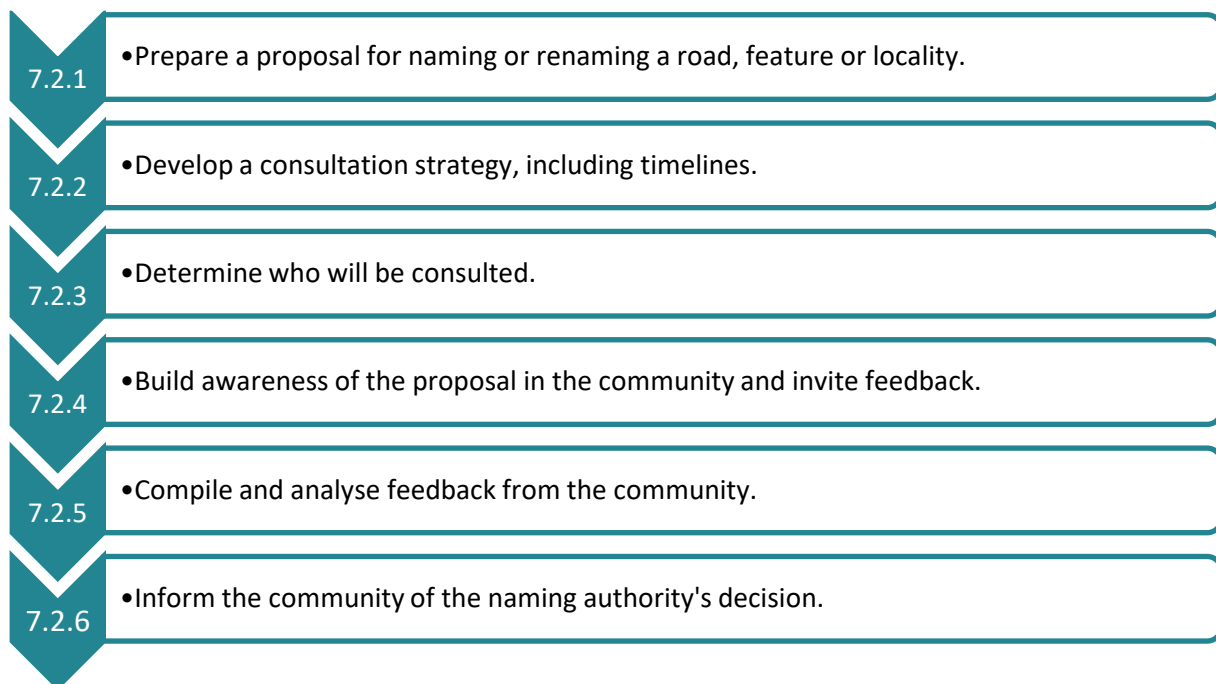 7.2.1
•Prepare a proposal for naming or renaming a road, feature or locality.
7.2.2
•Develop a consultation strategy, including timelines.
7.2.3
•Determine who will be consulted.
7.2.4
•Build awareness of the proposal in the community and invite feedback.
7.2.5
•Compile and analyse feedback from the community.
7.2.6
•Inform the community of the naming authority's decision.